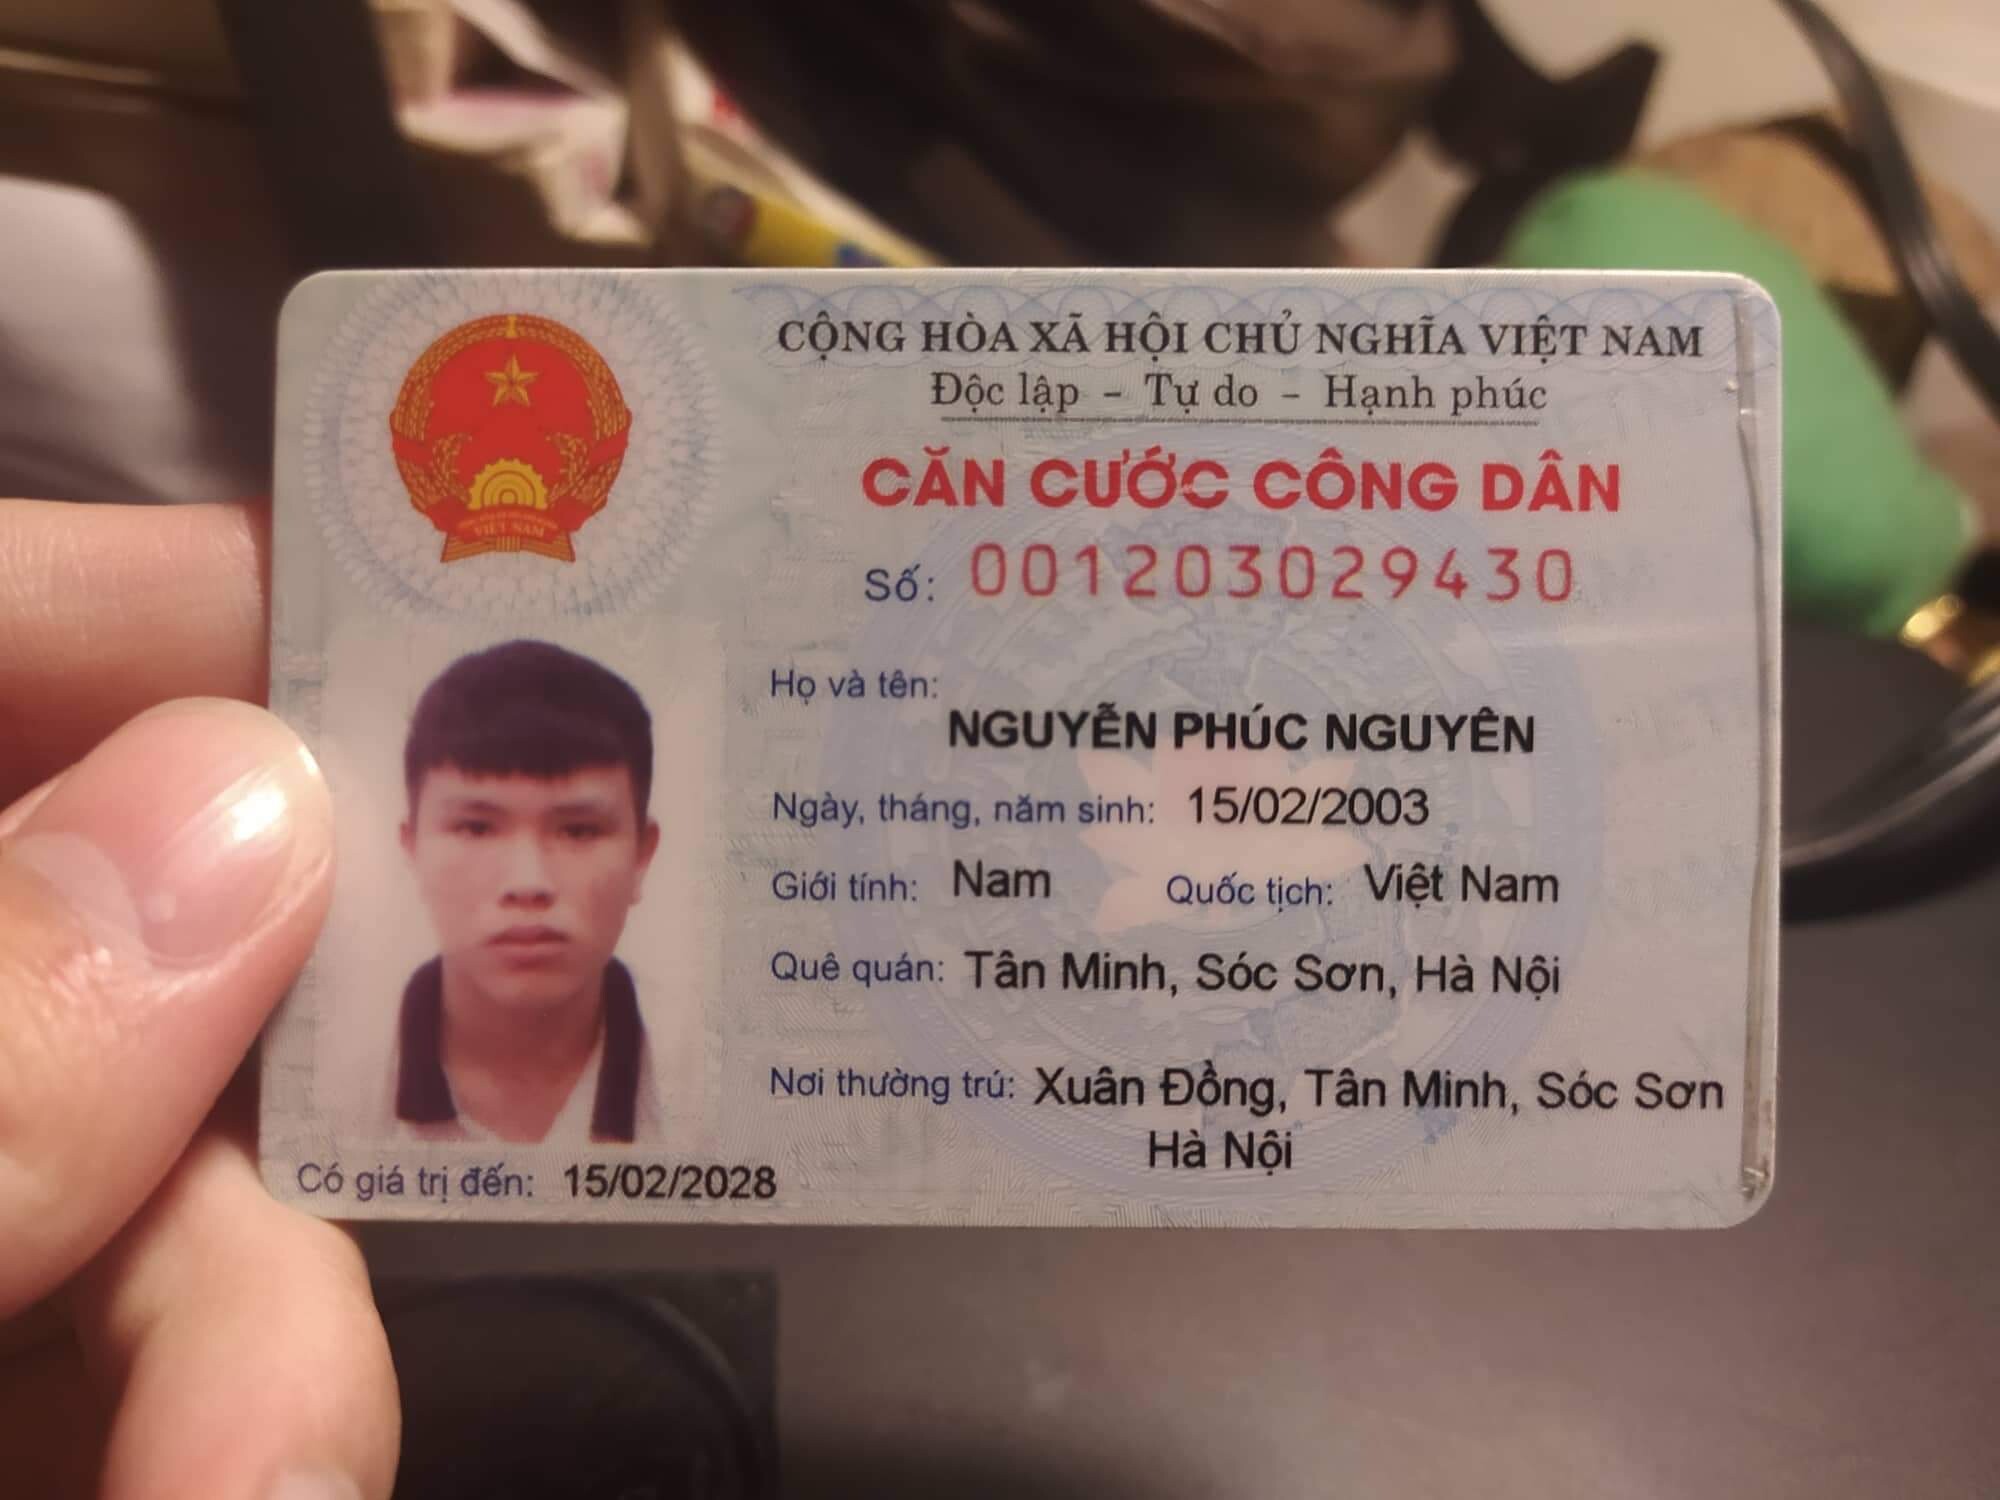 CỘNG HÒA XÃ HỘI CHỦ NGHĨA VIỆT NAM
Độc lập - Tự do - Hạnh phúc
CĂN CƯỚC CÔNG DÂN
Số: 001203029430
Họ và tên:
NGUYỄN PHÚC NGUYÊN
Ngày, tháng, năm sinh: 15/02/2003
Giới tính: Nam Quốc tịch: Việt Nam
Quê quán: Tân Minh, Sóc Sơn, Hà Nội
Nơi thường trú: Xuân Đồng, Tân Minh, Sóc Sơn
Hà Nội
Có giá trị đến: 15/02/2028
VIỆT NAM